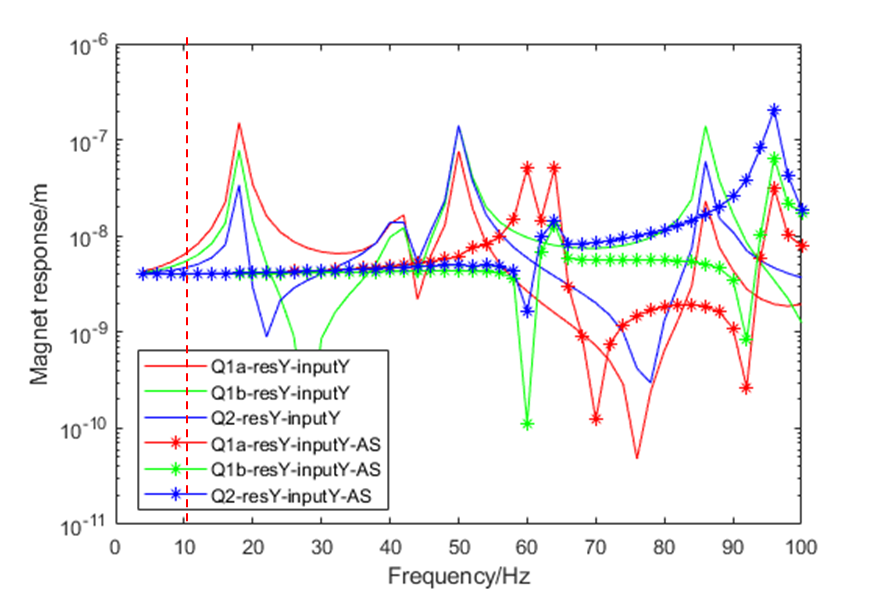 10^-6
10^-7
10^-8
10^-9
10^-10
10^-11
Magnet response/m
Q1a-resY-inputY
Q1b-resY-inputY
Q2-resY-inputY
Q1a-resY-inputY-AS
Q1b-resY-inputY-AS
Q2-resY-inputY-AS
0 10 20 30 40 50 60 70 80 90 100
Frequency/Hz